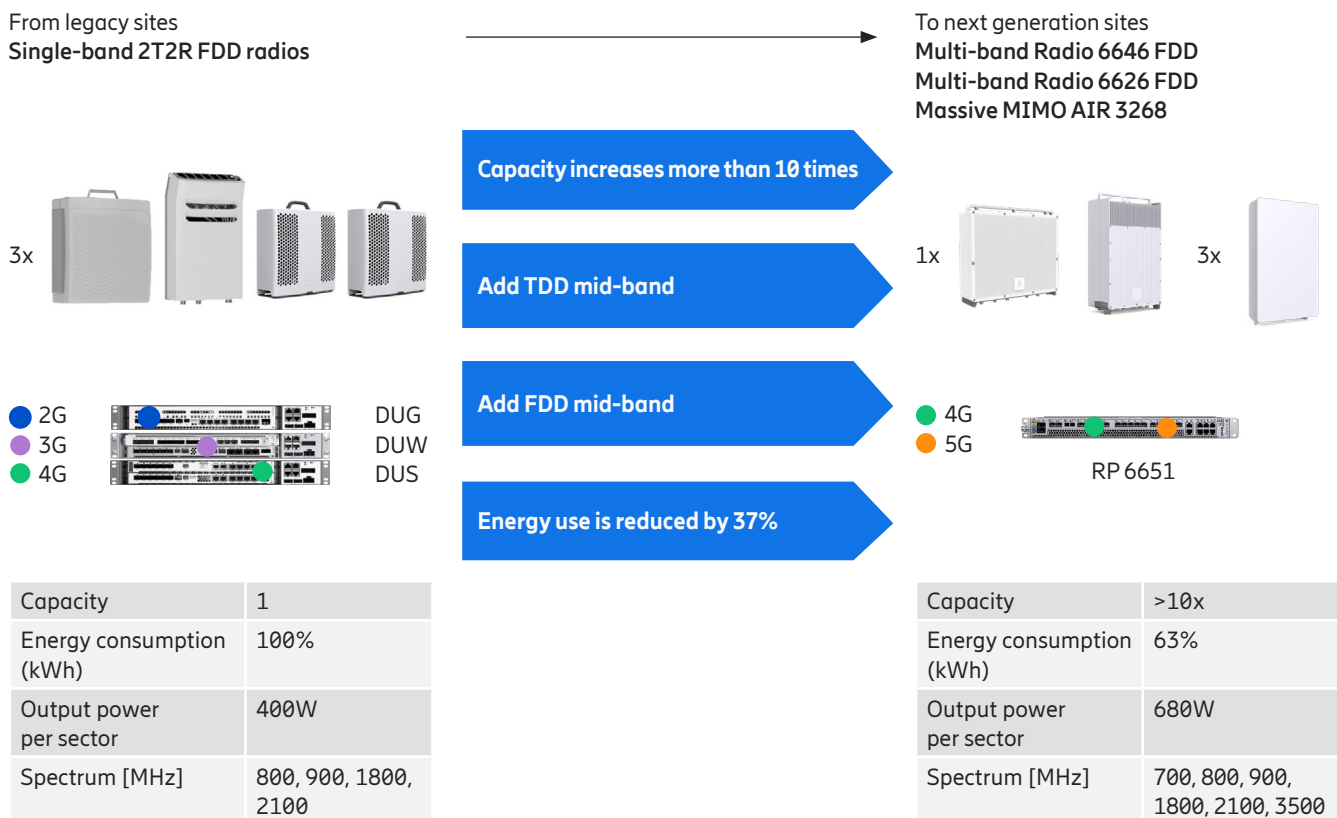 From legacy sites
Single-band 2T2R FDD radios
To next generation sites
Multi-band Radio 6646 FDD
Multi-band Radio 6626 FDD
Massive MIMO AIR 3268
3x
Capacity increases more than 10 times
Add TDD mid-band
Add FDD mid-band
Energy use is reduced by 37%
1x
3x
2G
3G
4G
DUG
DUW
DUS
4G
5G
RP 6651
Capacity 1
Energy consumption 100%
(kWh)
Output power 400W
per sector
Spectrum [MHz] 800, 900, 1800,
2100
Capacity >10x
Energy consumption 63%
(kWh)
Output power 680W
per sector
Spectrum [MHz] 700, 800, 900,
1800, 2100, 3500